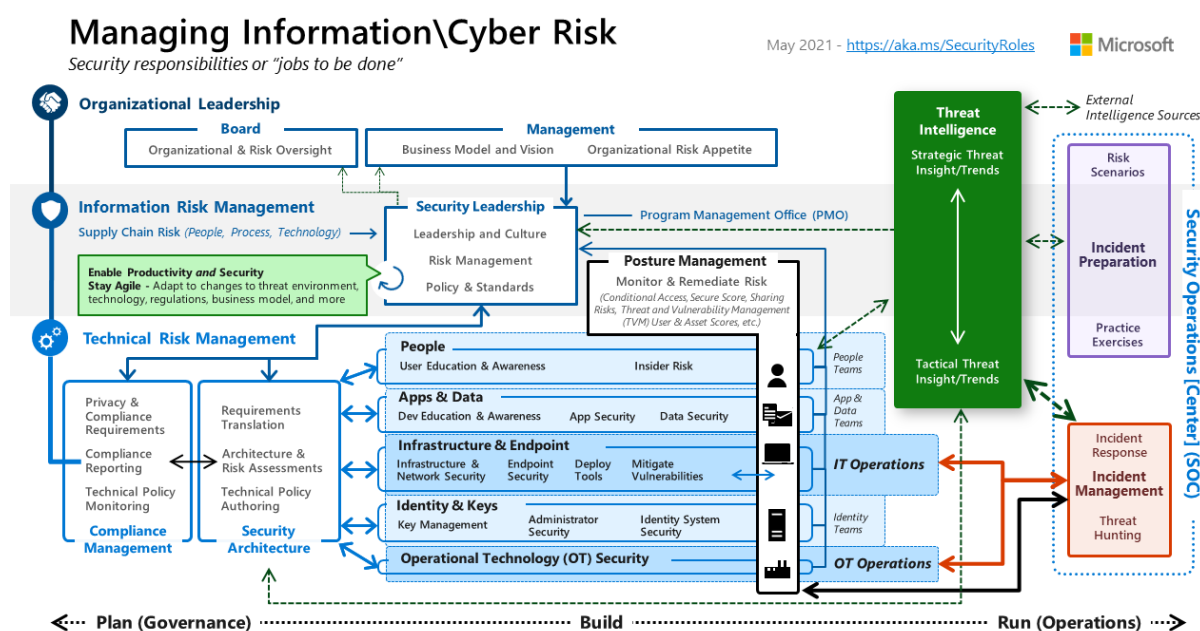 Managing Information\Cyber Risk
Security responsibilities or “jobs to be done”
May 2021 - https://aka.ms/SecurityRoles
Microsoft
Organizational Leadership
Board
Organizational & Risk Oversight
Management
Business Model and Vision
Organizational Risk Appetite
Threat
Intelligence
Strategic Threat
Insight/Trends
Tactical Threat
Insight/Trends
External
Intelligence Sources
Information Risk Management
Supply Chain Risk (People, Process, Technology)
Security Leadership
Leadership and Culture
Risk Management
Policy & Standards
Program Management Office (PMO)
Enable Productivity and Security
Stay Agile - Adapt to changes to threat environment,
technology, regulations, business model, and more
Posture Management
Monitor & Remediate Risk
(Conditional Access, Secure Score, Sharing
Risks, Threat and Vulnerability Management
(TVM) User & Asset Scores, etc.)
Risk
Scenarios
Incident
Preparation
Practice
Exercises
Security Operations [Center] (SOC)
Technical Risk Management
Privacy &
Compliance
Requirements
Compliance
Reporting
Technical Policy
Monitoring
Compliance
Management
Requirements
Translation
Architecture &
Risk Assessments
Technical Policy
Authoring
Security
Architecture
People
User Education & Awareness
Insider Risk
People
Teams
Apps & Data
Dev Education & Awareness
App Security
Data Security
App &
Data
Teams
Infrastructure & Endpoint
Infrastructure &
Network Security
Endpoint
Security
Deploy
Tools
Mitigate
Vulnerabilities
IT Operations
Identity & Keys
Key Management
Administrator
Security
Identity System
Security
Identity
Teams
Operational Technology (OT) Security
OT Operations
Incident
Response
Incident
Management
Threat
Hunting
Plan (Governance)
Build
Run (Operations)